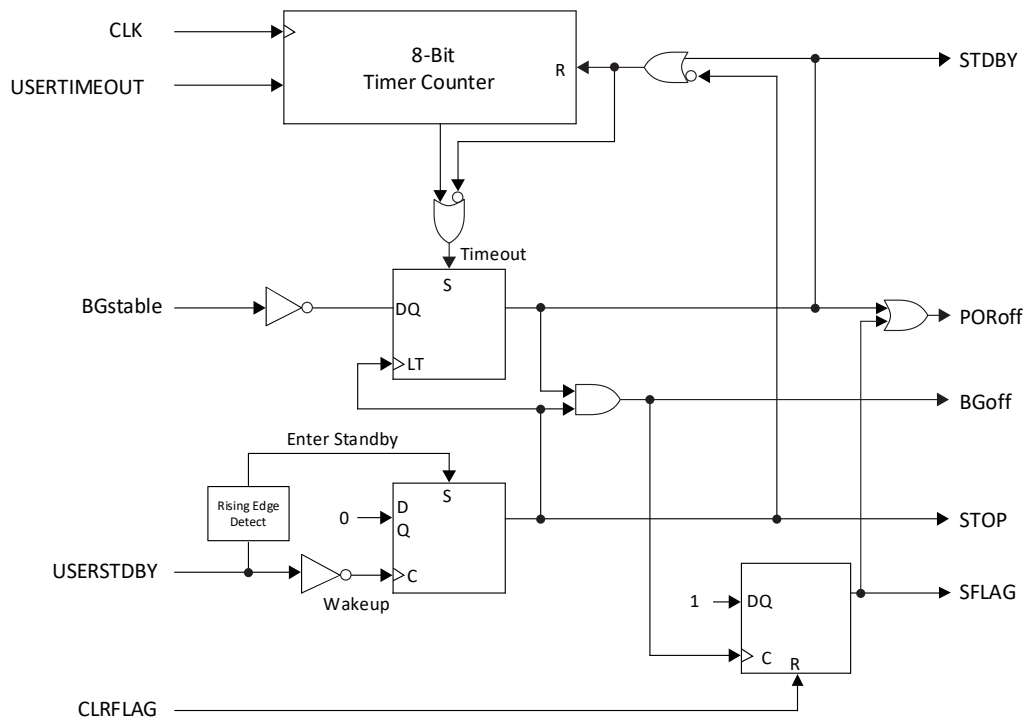 CLK
USERTIMEOUT
8-Bit
Timer Counter
R
STDBY
Timeout
S
BGstable
DQ
LT
PORoff
BGoff
Enter Standby
S
Rising Edge
Detect
0
D
Q
STOP
USERSTDBY
C
Wakeup
SFLAG
1
DQ
C
R
CLRFLAG